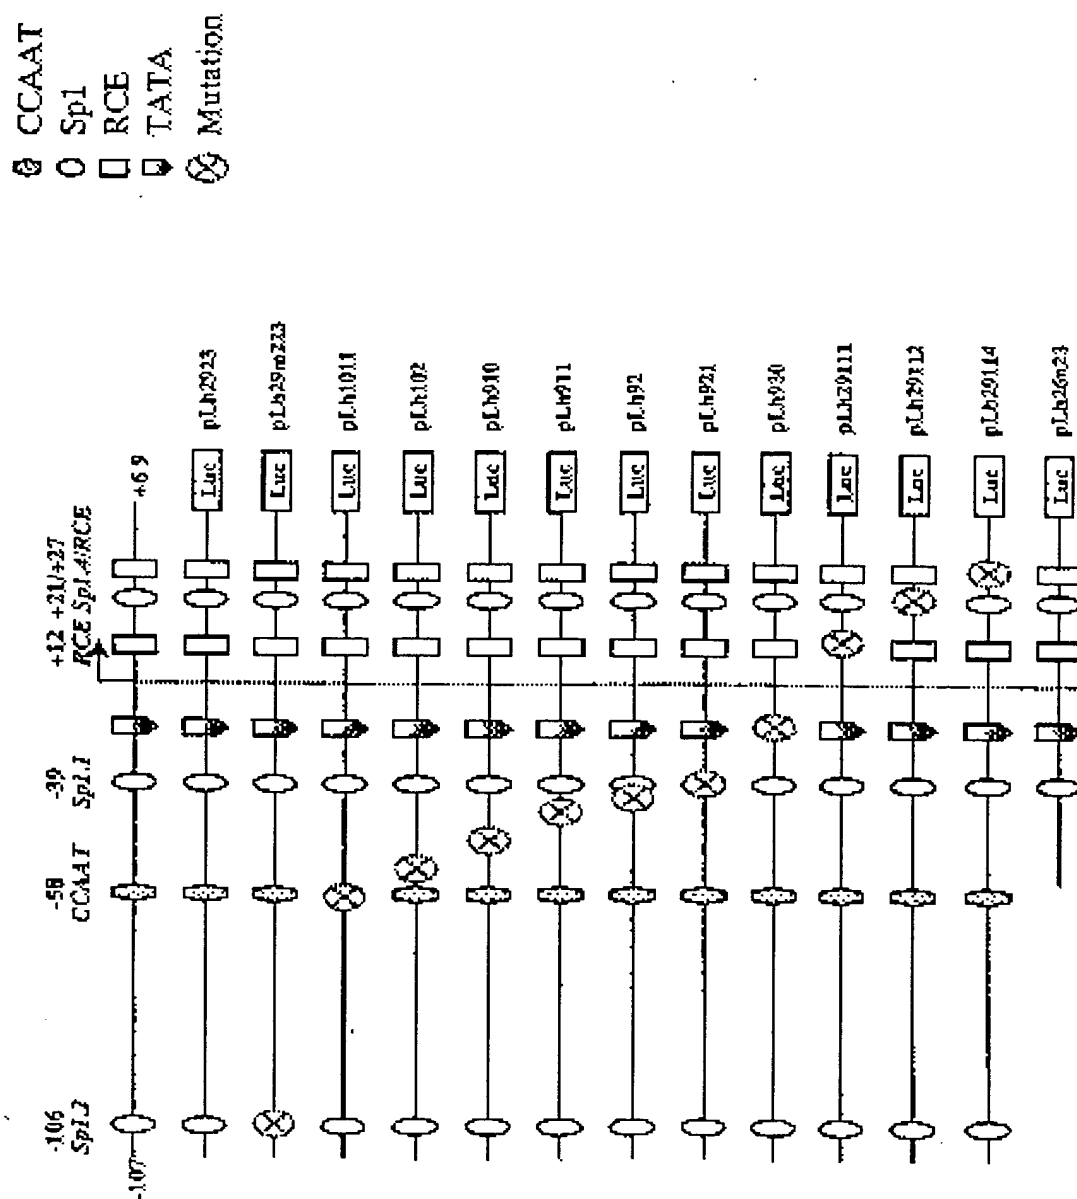 CCAAT
Sp1
RCE
TATA
Mutation
-106 -58 -39 +12 +21/+27
Sp1.2 CCAAT Sp1.1 RCE Sp1.4/RCE
-107 +69
Luc pLh2923
Luc pLh29m223
Luc pLh1011
Luc pLh102
Luc pLh910
Luc pLh911
Luc pLh92
Luc pLh921
Luc pLh930
Luc pLh29111
Luc pLh29112
Luc pLh29114
Luc